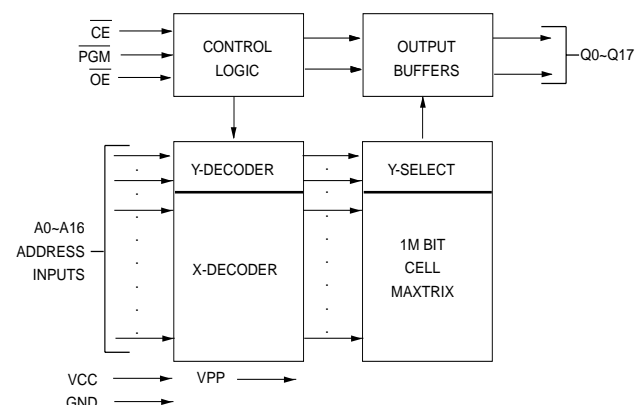 CE
PGM
OE
CONTROL
LOGIC
OUTPUT
BUFFERS
Q0~Q17
Y-DECODER
Y-SELECT
A0~A16
ADDRESS
INPUTS
X-DECODER
1M BIT
CELL
MAXTRIX
VCC
VPP
GND